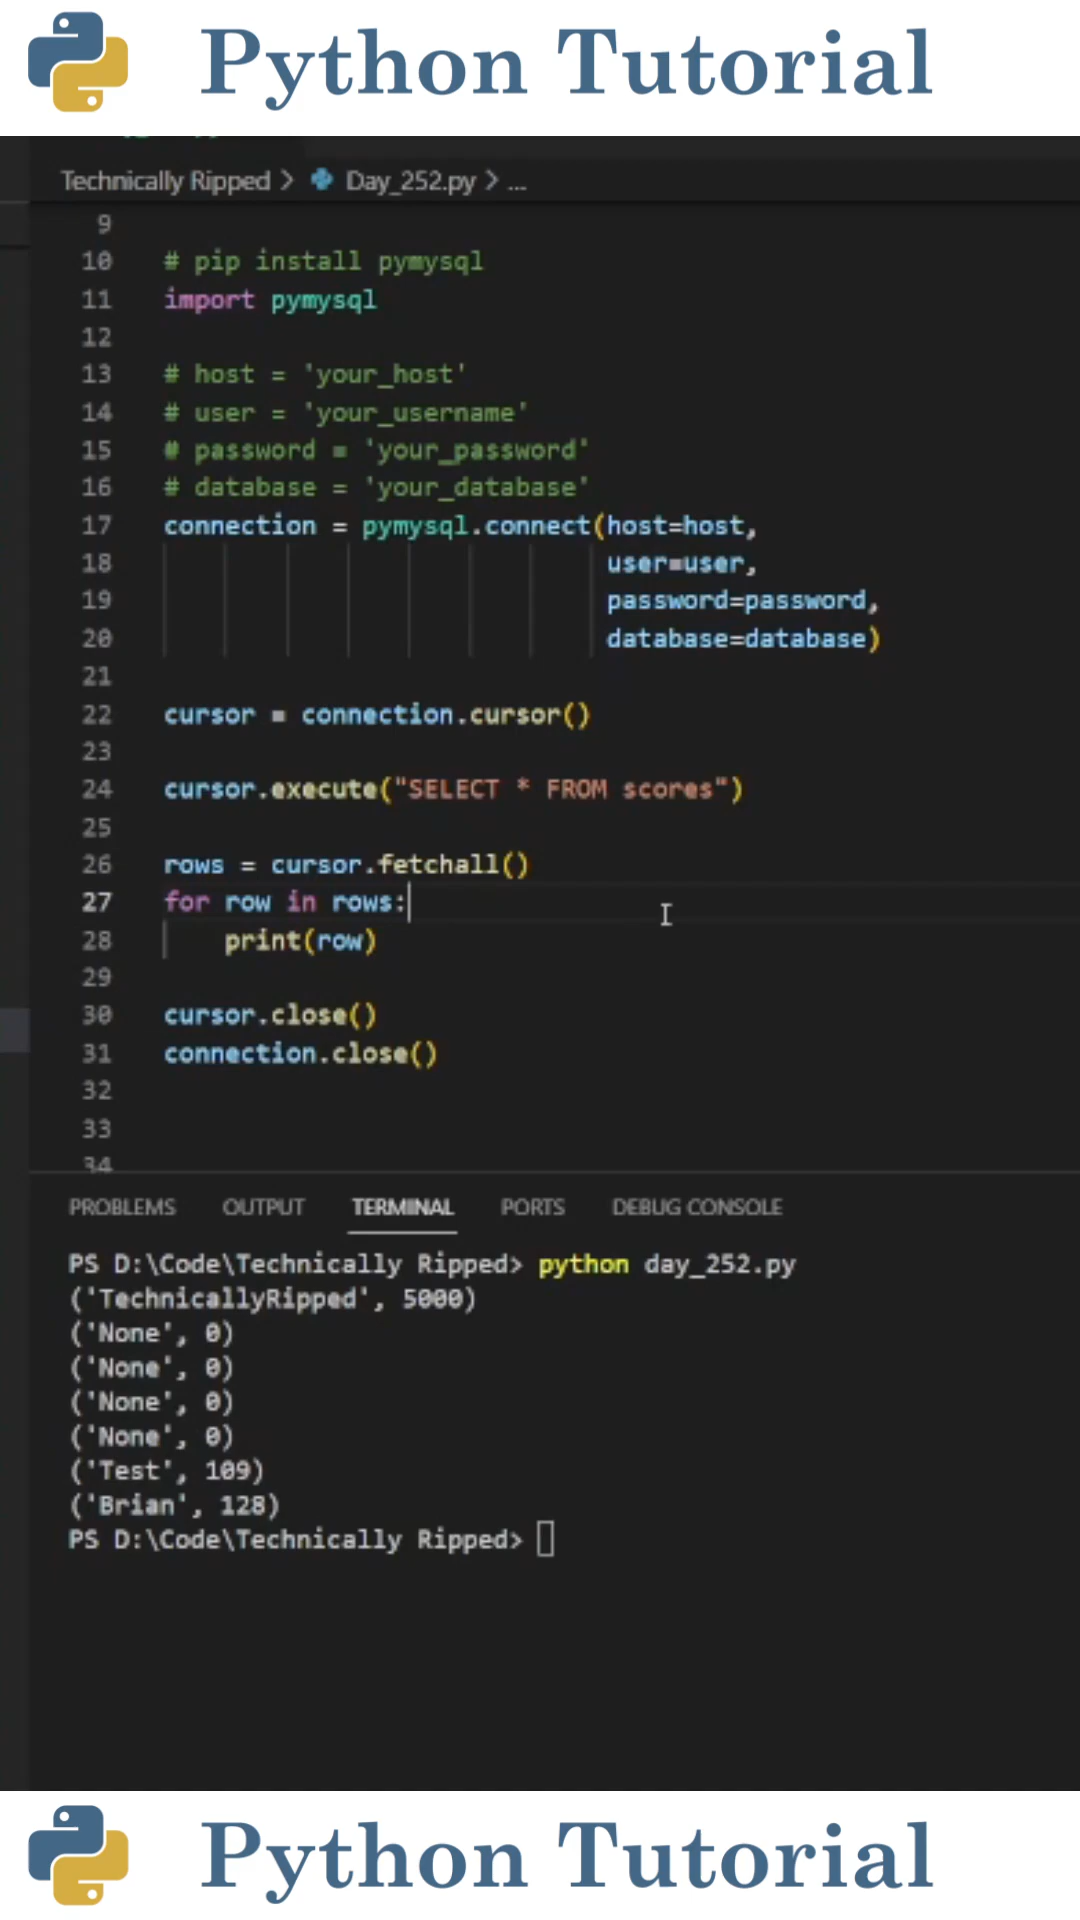 Python Tutorial
Technically Ripped > Day_252.py > ...
9
10 # pip install pymysql
11 import pymysql
12
13 # host = 'your_host'
14 # user = 'your_username'
15 # password = 'your_password'
16 # database = 'your_database'
17 connection = pymysql.connect(host=host,
18 user=user,
19 password=password,
20 database=database)
21
22 cursor = connection.cursor()
23
24 cursor.execute("SELECT * FROM scores")
25
26 rows = cursor.fetchall()
27 for row in rows:
28 print(row)
29
30 cursor.close()
31 connection.close()
32
33
34
PROBLEMS OUTPUT TERMINAL PORTS DEBUG CONSOLE
PS D:\Code\Technically Ripped> python day_252.py
('TechnicallyRipped', 5000)
('None', 0)
('None', 0)
('None', 0)
('None', 0)
('Test', 109)
('Brian', 128)
PS D:\Code\Technically Ripped>
Python Tutorial